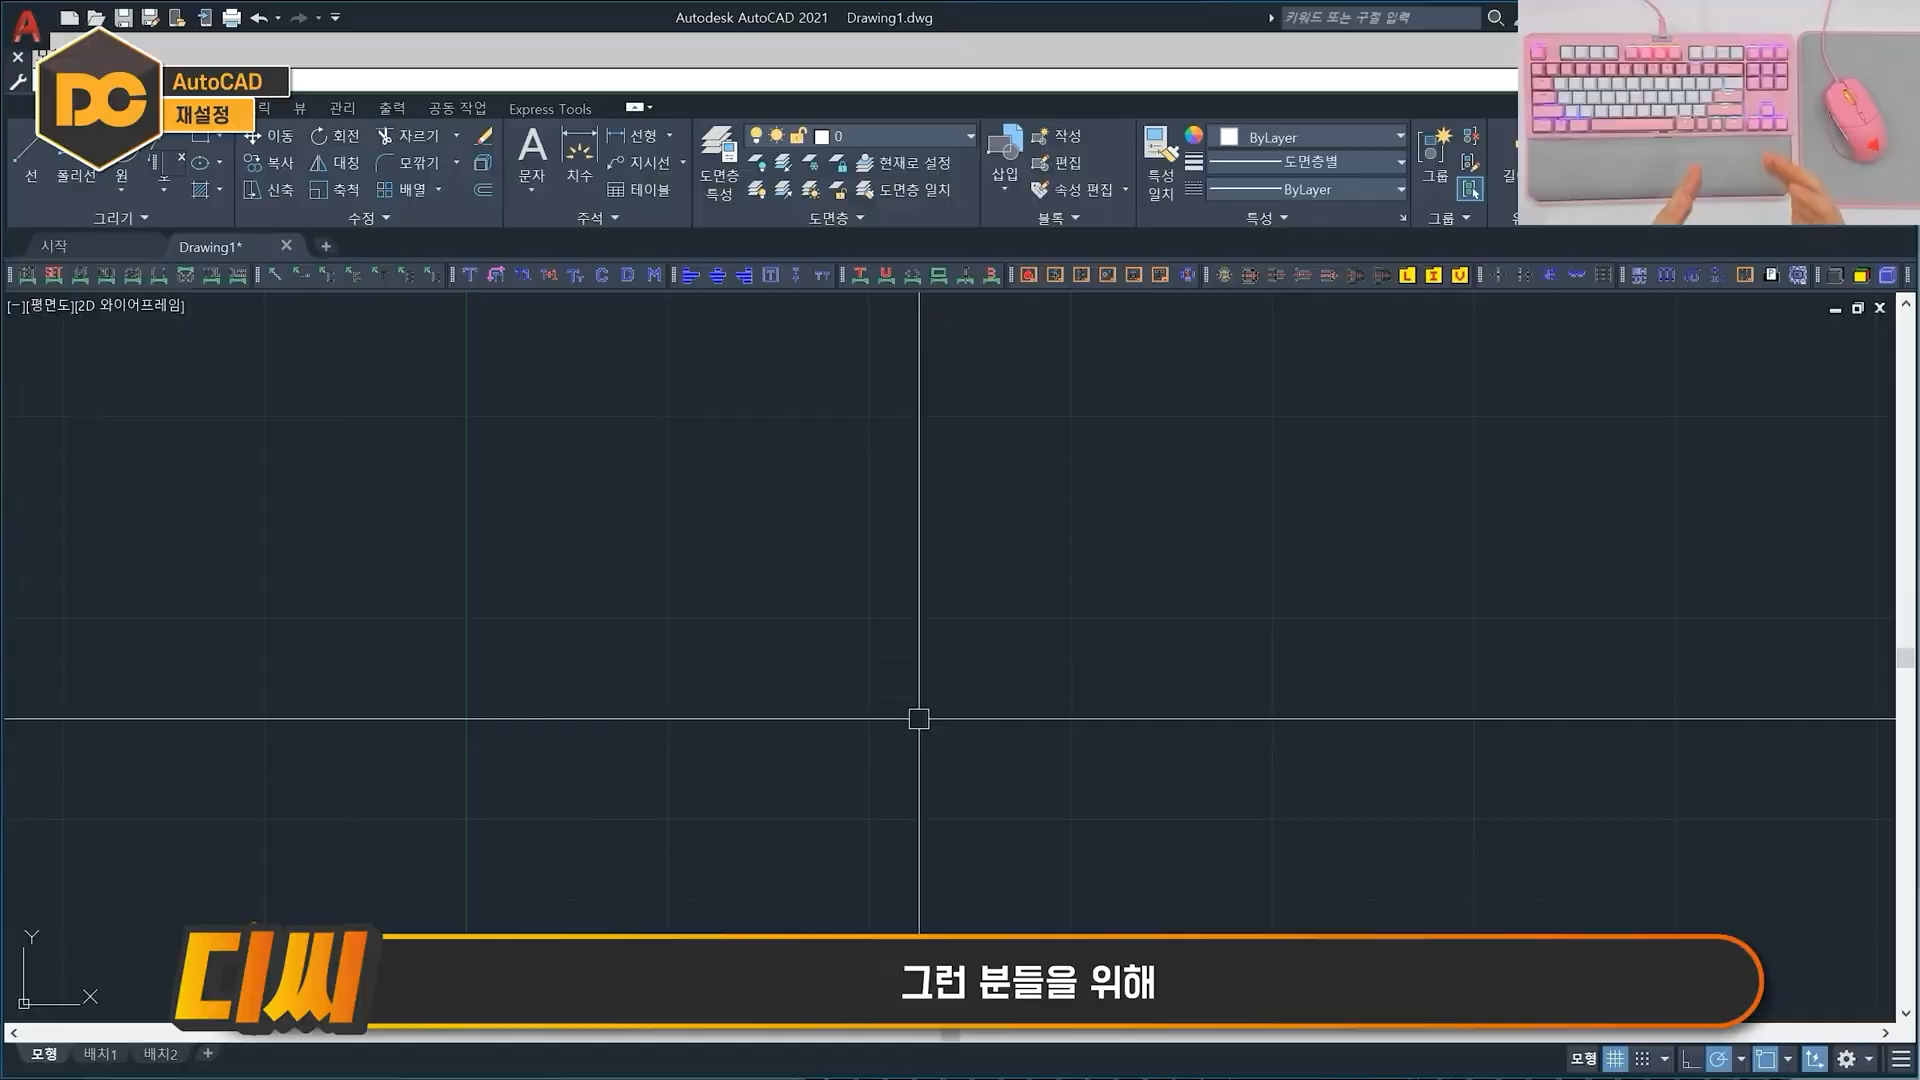 Autodesk AutoCAD 2021 Drawing1.dwg
키워드 또는 구절 입력
DC
AutoCAD
재설정
릭 뷰 관리 출력 공동 작업 Express Tools
선 폴리선 원
이동 회전 자르기
복사 대칭 모깎기
신축 축척 배열
문자 치수
선형
지시선
테이블
도면층
특성
0
현재로 설정
도면층 일치
삽입
작성
편집
속성 편집
특성
일치
ByLayer
도면층별
ByLayer
그룹
그리기 수정 주석 도면층 블록 특성 그룹
시작 Drawing1*
[-][평면도][2D 와이어프레임]
Y
X
디씨
그런 분들을 위해
모형 배치1 배치2
모형